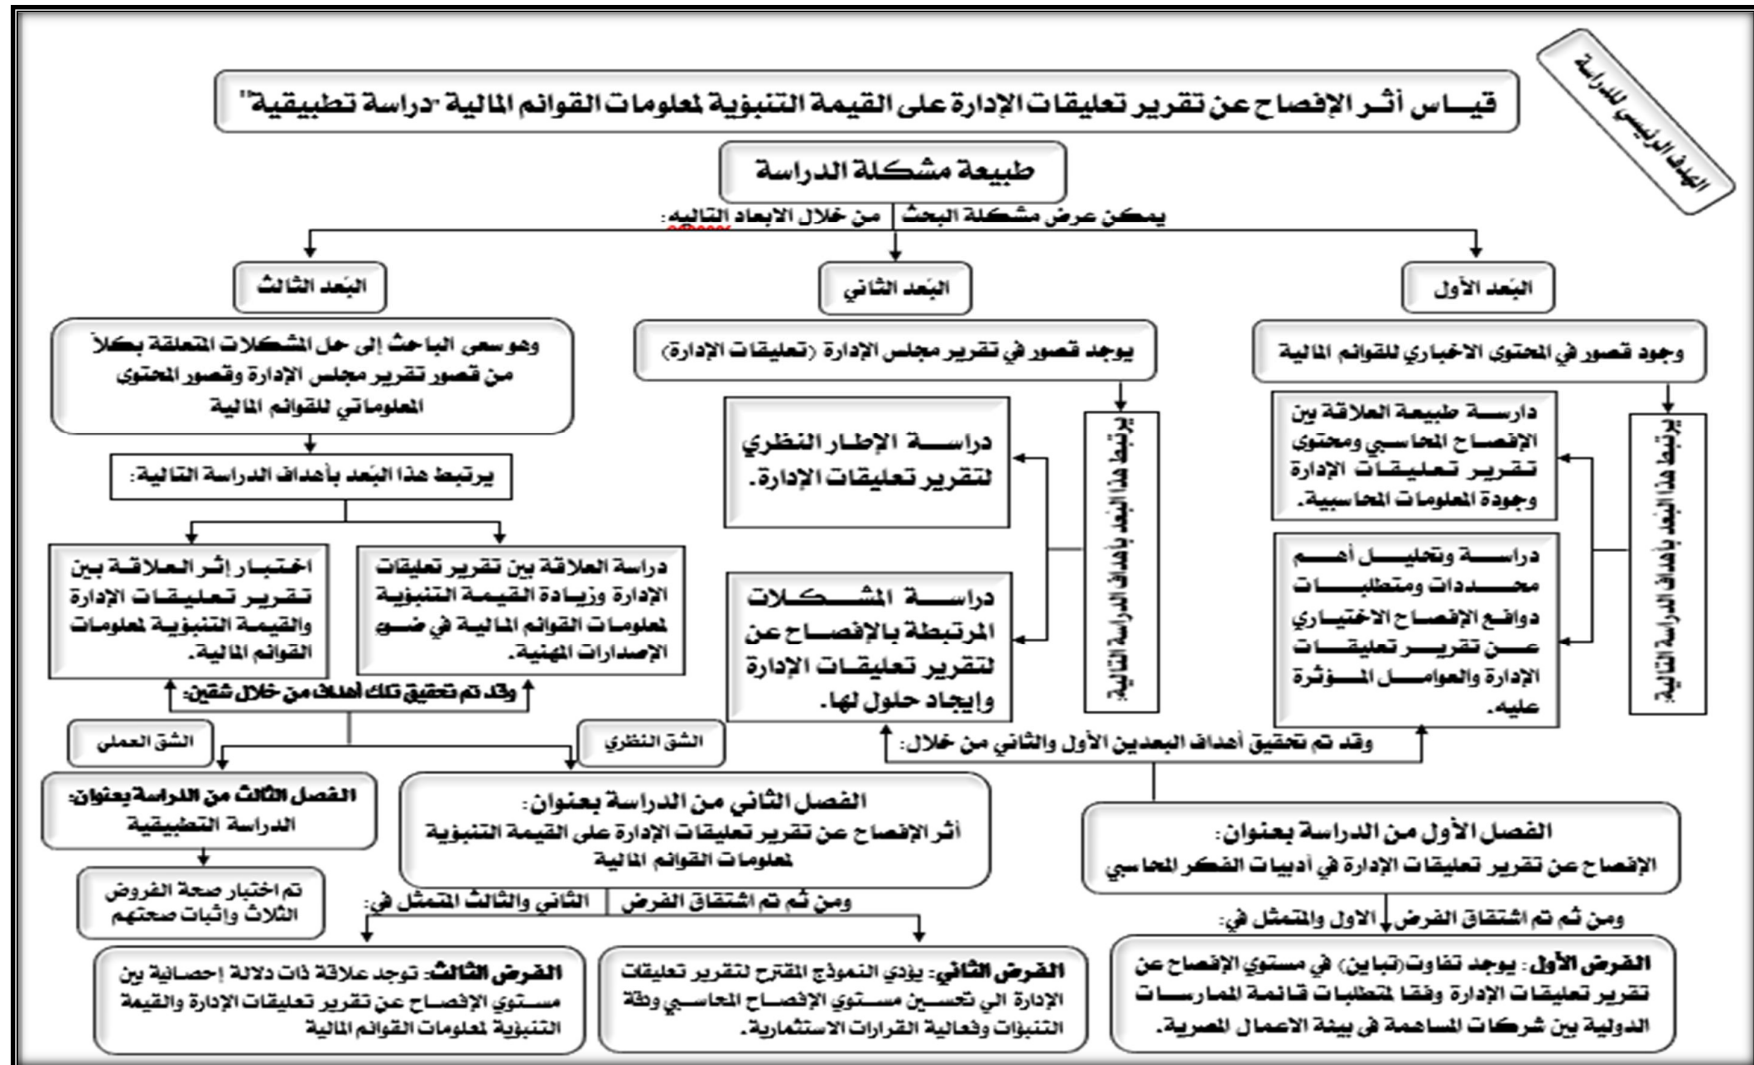 الهدف الرئيسي للدراسة
قياس أثر الإفصاح عن تقرير تعليقات الإدارة على القيمة التنبؤية لمعلومات القوائم المالية "دراسة تطبيقية"
طبيعة مشكلة الدراسة
يمكن عرض مشكلة البحث من خلال الابعاد التاليه:
البَعد الأول
وجود قصور في المحتوى الاخباري للقوائم المالية
يرتبط هذا البَعد بأهداف الدراسة التالية:
دارسة طبيعة العلاقة بين
الإفصاح المحاسبي ومحتوى
تقرير تعليقات الإدارة
وجودة المعلومات المحاسبية.
دراسة وتحليل أهم
محددات ومتطلبات
دوافع الإفصاح الاختياري
عن تقرير تعليقات
الإدارة والعوامل المؤثرة
عليه.
البَعد الثاني
يوجد قصور في تقرير مجلس الإدارة (تعليقات الإدارة)
يرتبط هذا البَعد بأهداف الدراسة التالية:
دراسة الإطار النظري
لتقرير تعليقات الإدارة.
دراسة المشكلات
المرتبطة بالإفصاح عن
لتقرير تعليقات الإدارة
وإيجاد حلول لها.
وقد تم تحقيق أهداف البعدين الأول والثاني من خلال:
الفصل الأول من الدراسة بعنوان:
الإفصاح عن تقرير تعليقات الإدارة في أدبيات الفكر المحاسبي
ومن ثم تم اشتقاق الفرض الاول والمتمثل في:
الفرض الأول: يوجد تفاوت(تباين) في مستوي الإفصاح عن
تقرير تعليقات الإدارة وفقا لمتطلبات قائمة الممارسات
الدولية بين شركات المساهمة في بيئة الاعمال المصرية.
البَعد الثالث
وهو سعى الباحث إلى حل المشكلات المتعلقة بكلاً
من قصور تقرير مجلس الإدارة وقصور المحتوى
المعلوماتي للقوائم المالية
يرتبط هذا البَعد بأهداف الدراسة التالية:
دراسة العلاقة بين تقرير تعليقات
الإدارة وزيادة القيمة التنبؤية
لمعلومات القوائم المالية في ضوء
الإصدارات المهنية.
اختبار إثر العلاقة بين
تقرير تعليقات الإدارة
والقيمة التنبؤية لمعلومات
القوائم المالية.
وقد تم تحقيق تلك أهداف من خلال شقين:
الشق النظري
الشق العملي
الفصل الثاني من الدراسة بعنوان:
أثر الإفصاح عن تقرير تعليقات الإدارة على القيمة التنبؤية
لمعلومات القوائم المالية
الفصل الثالث من الدراسة بعنوان:
الدراسة التطبيقية
تم اختبار صحة الفروض
الثلاث وإثبات صحتهم
ومن ثم تم اشتقاق الفرض الثاني والثالث المتمثل في:
الفرض الثاني: يؤدي النموذج المقترح لتقرير تعليقات
الإدارة الي تحسين مستوي الإفصاح المحاسبي ودقة
التنبؤات وفعالية القرارات الاستثمارية.
الفرض الثالث: توجد علاقة ذات دلالة إحصائية بين
مستوي الإفصاح عن تقرير تعليقات الإدارة والقيمة
التنبؤية لمعلومات القوائم المالية